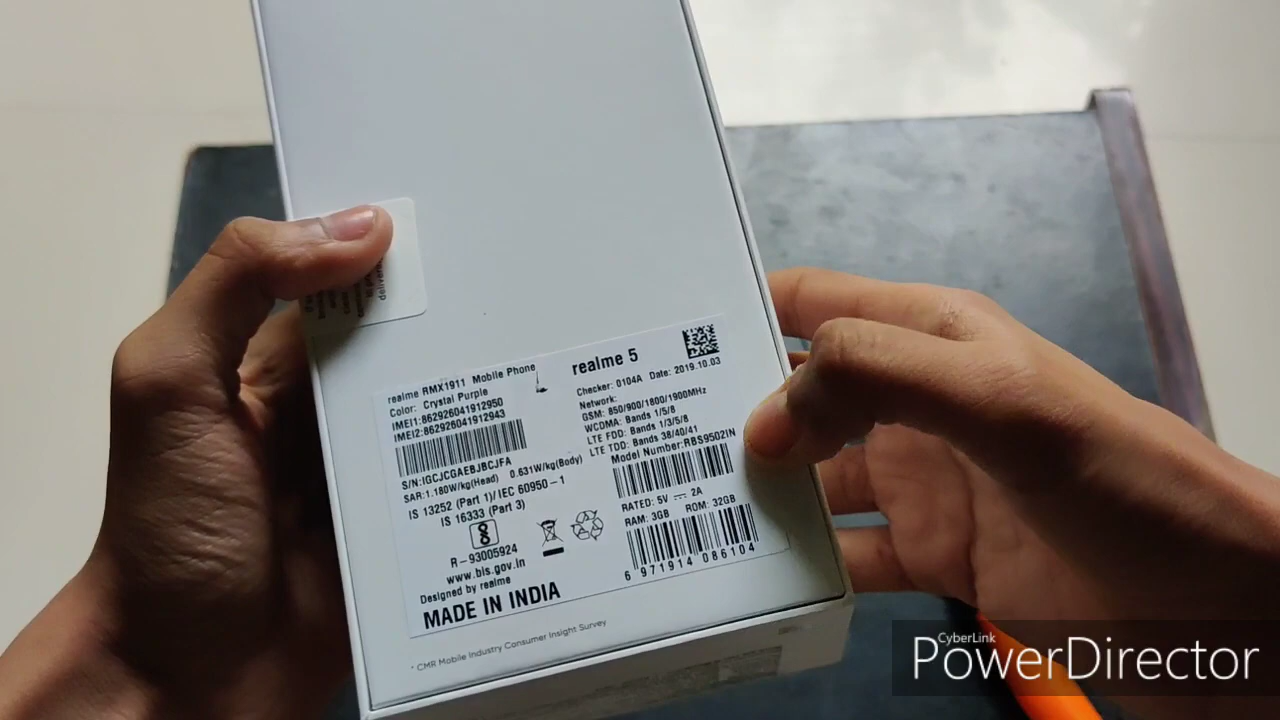 realme RMX1911 Mobile Phone
Color: Crystal Purple
IMEI1:862926041912950
IMEI2:862926041912943
S/N:IGCJCGAEBJBCJFA
SAR:1.180W/kg(Head) 0.631W/kg(Body)
IS 13252 (Part 1)/ IEC 60950-1
IS 16333 (Part 3)
R-93005924
www.bis.gov.in
Designed by realme
MADE IN INDIA
realme 5
Checker: 0104A Date: 2019.10.03
Network:
GSM: 850/900/1800/1900MHz
WCDMA: Bands 1/5/8
LTE FDD: Bands 1/3/5/8
LTE TDD: Bands 38/40/41
Model Number:RBS9502IN
RATED: 5V ⎓ 2A
RAM: 3GB ROM: 32GB
6 971914 086104
* CMR Mobile Industry Consumer Insight Survey
CyberLink
PowerDirector